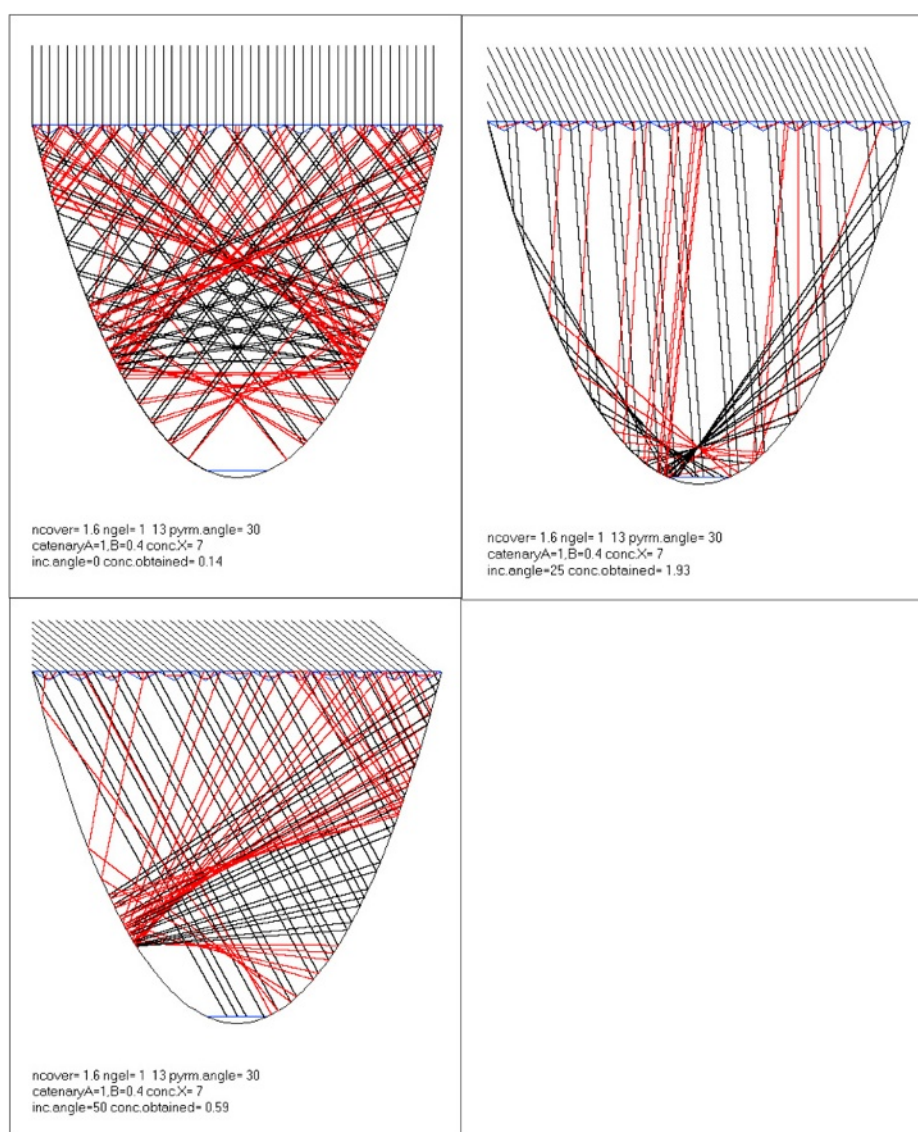 ncover= 1.6 ngel= 1 13 pyrm.angle= 30
catenaryA=1,B=0.4 conc.X= 7
inc.angle=0 conc.obtained= 0.14
ncover= 1.6 ngel= 1 13 pyrm.angle= 30
catenaryA=1,B=0.4 conc.X= 7
inc.angle=25 conc.obtained= 1.93
ncover= 1.6 ngel= 1 13 pyrm.angle= 30
catenaryA=1,B=0.4 conc.X= 7
inc.angle=50 conc.obtained= 0.59